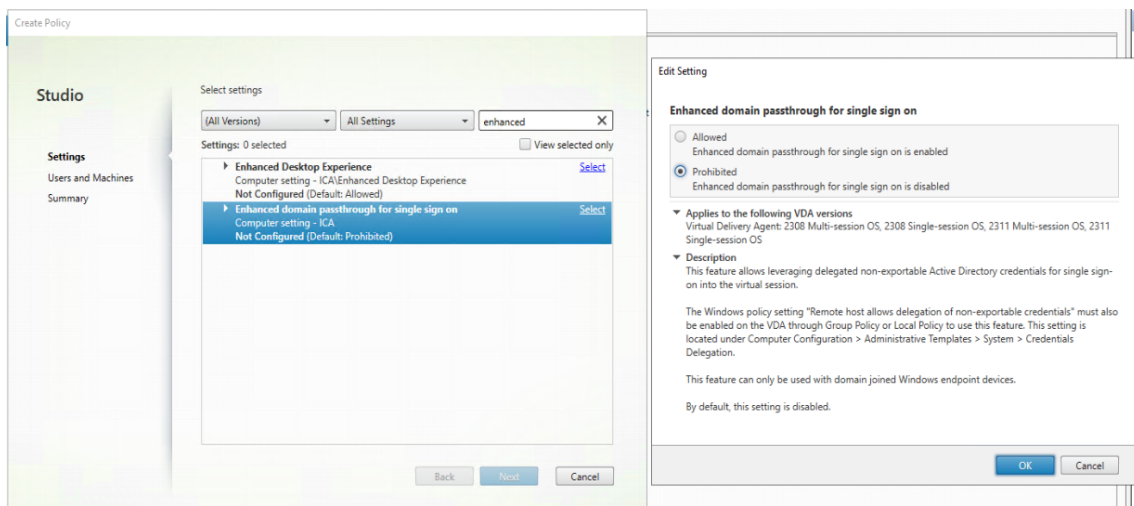 Create Policy
Studio
Settings
Users and Machines
Summary
Select settings
(All Versions)
All Settings
enhanced
X
Settings: 0 selected
View selected only
Enhanced Desktop Experience
Select
Computer setting - ICA\Enhanced Desktop Experience
Not Configured (Default: Allowed)
Enhanced domain passthrough for single sign on
Select
Computer setting - ICA
Not Configured (Default: Prohibited)
Back
Next
Cancel
Edit Setting
Enhanced domain passthrough for single sign on
Allowed
Enhanced domain passthrough for single sign on is enabled
Prohibited
Enhanced domain passthrough for single sign on is disabled
Applies to the following VDA versions
Virtual Delivery Agent: 2308 Multi-session OS, 2308 Single-session OS, 2311 Multi-session OS, 2311
Single-session OS
Description
This feature allows leveraging delegated non-exportable Active Directory credentials for single sign-
on into the virtual session.
The Windows policy setting "Remote host allows delegation of non-exportable credentials" must also
be enabled on the VDA through Group Policy or Local Policy to use this feature. This setting is
located under Computer Configuration > Administrative Templates > System > Credentials
Delegation.
This feature can only be used with domain joined Windows endpoint devices.
By default, this setting is disabled.
OK
Cancel